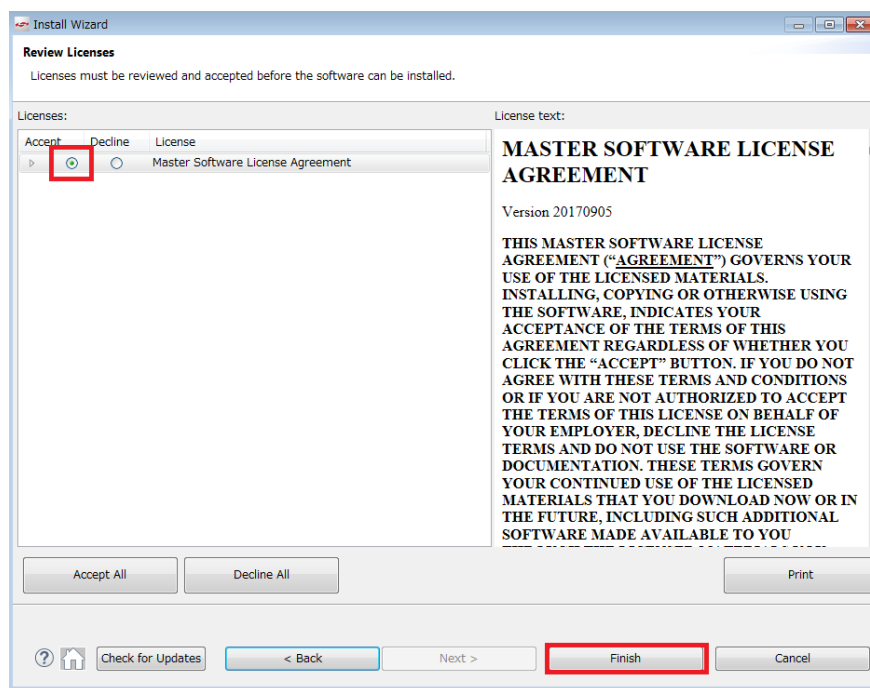 Install Wizard
Review Licenses
Licenses must be reviewed and accepted before the software can be installed.
Licenses:
Accept Decline License
Master Software License Agreement
License text:
MASTER SOFTWARE LICENSE
AGREEMENT
Version 20170905
THIS MASTER SOFTWARE LICENSE
AGREEMENT (“AGREEMENT”) GOVERNS YOUR
USE OF THE LICENSED MATERIALS.
INSTALLING, COPYING OR OTHERWISE USING
THE SOFTWARE, INDICATES YOUR
ACCEPTANCE OF THE TERMS OF THIS
AGREEMENT REGARDLESS OF WHETHER YOU
CLICK THE “ACCEPT” BUTTON. IF YOU DO NOT
AGREE WITH THESE TERMS AND CONDITIONS
OR IF YOU ARE NOT AUTHORIZED TO ACCEPT
THE TERMS OF THIS LICENSE ON BEHALF OF
YOUR EMPLOYER, DECLINE THE LICENSE
TERMS AND DO NOT USE THE SOFTWARE OR
DOCUMENTATION. THESE TERMS GOVERN
YOUR CONTINUED USE OF THE LICENSED
MATERIALS THAT YOU DOWNLOAD NOW OR IN
THE FUTURE, INCLUDING SUCH ADDITIONAL
SOFTWARE MADE AVAILABLE TO YOU
Accept All
Decline All
Print
Check for Updates
< Back
Next >
Finish
Cancel